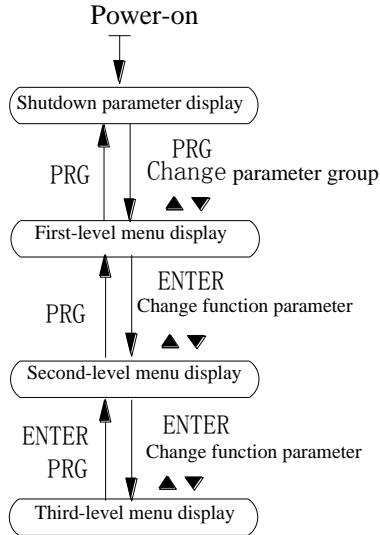 Power-on
Shutdown parameter display
PRG
PRG
Change parameter group
▲ ▼
First-level menu display
PRG
ENTER
Change function parameter
▲ ▼
Second-level menu display
ENTER
PRG
ENTER
Change function parameter
▲ ▼
Third-level menu display